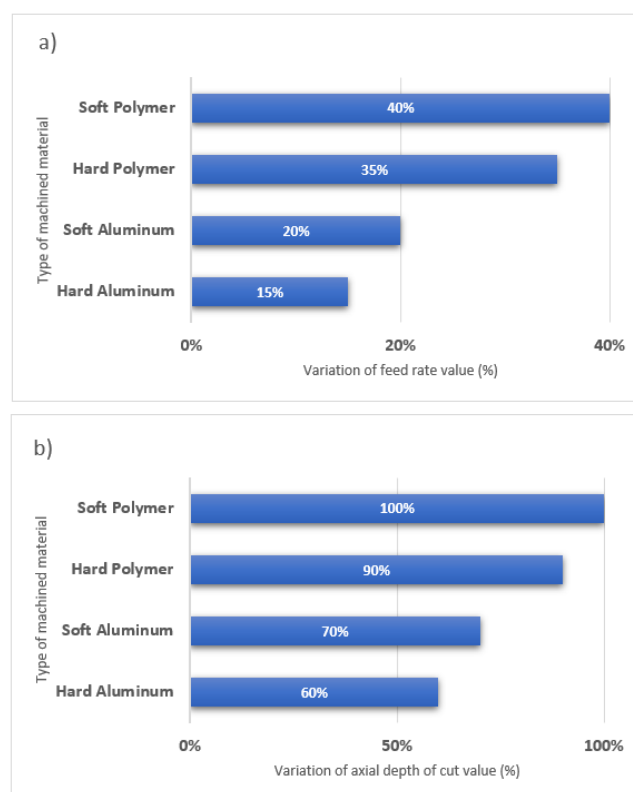 a)
Type of machined material
Soft Polymer
40%
Hard Polymer
35%
Soft Aluminum
20%
Hard Aluminum
15%
0%
20%
40%
Variation of feed rate value (%)
b)
Type of machined material
Soft Polymer
100%
Hard Polymer
90%
Soft Aluminum
70%
Hard Aluminum
60%
0%
50%
100%
Variation of axial depth of cut value (%)